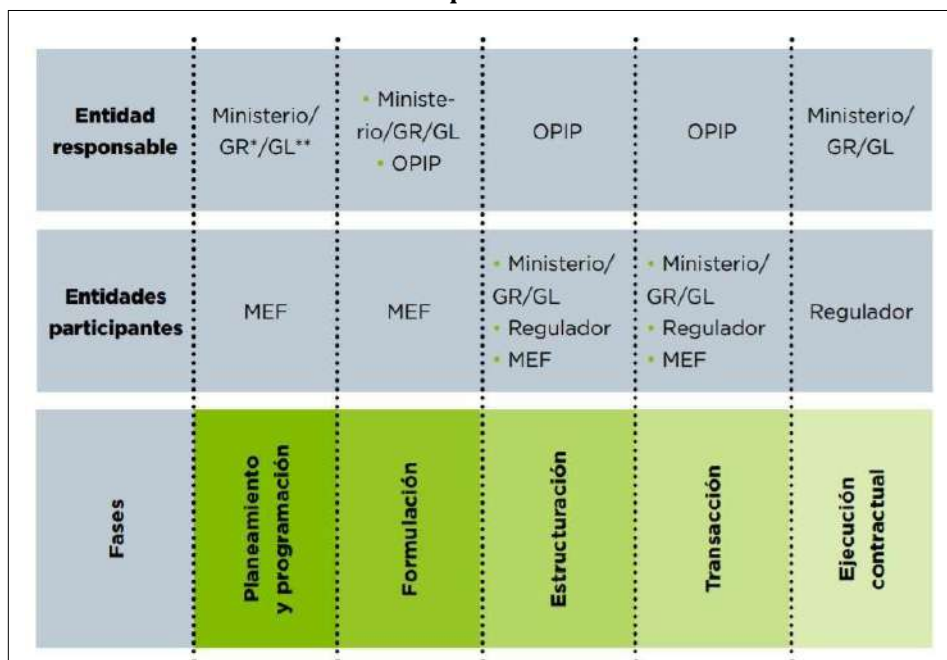 Entidad
responsable
Ministerio/
GR*/GL**
• Ministe-
rio/GR/GL
• OPIP
OPIP
OPIP
Ministerio/
GR/GL
Entidades
participantes
MEF
MEF
• Ministerio/
GR/GL
• Regulador
• MEF
• Ministerio/
GR/GL
• Regulador
• MEF
Regulador
Fases
Planeamiento
y programación
Formulación
Estructuración
Transacción
Ejecución
contractual